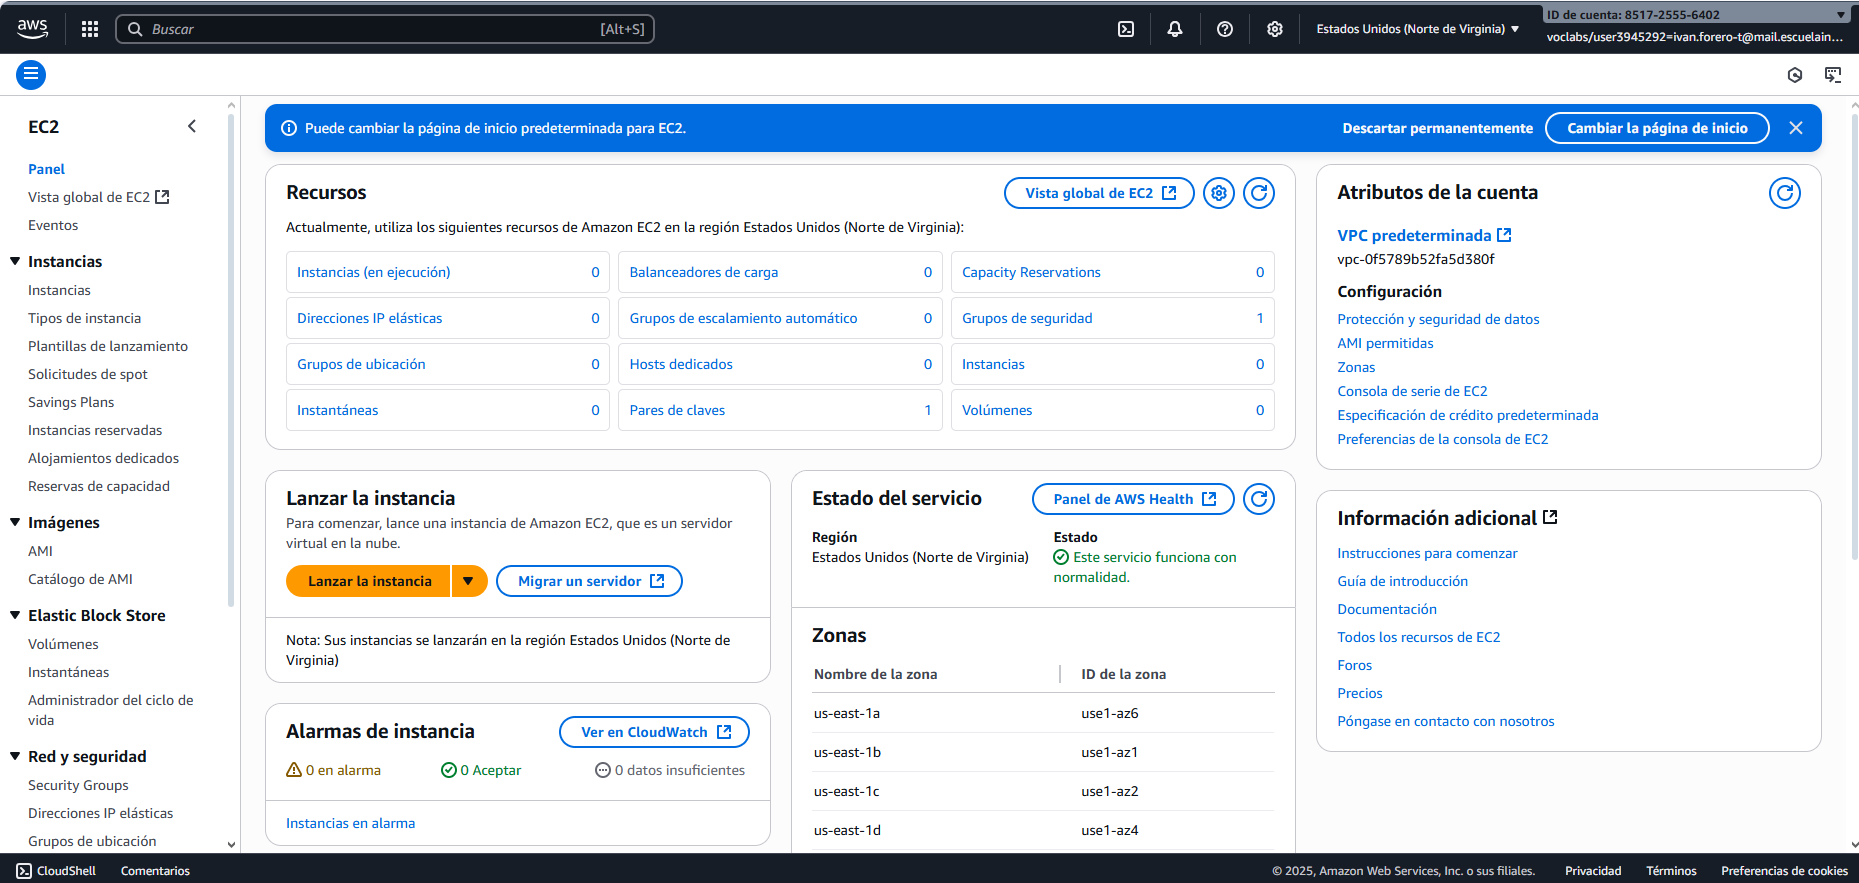 aws
Buscar
[Alt+S]
Estados Unidos (Norte de Virginia)
ID de cuenta: 8517-2555-6402
voclabs/user3945292=ivan.forero-t@mail.escuelain...
EC2
Panel
Vista global de EC2
Eventos
Instancias
Instancias
Tipos de instancia
Plantillas de lanzamiento
Solicitudes de spot
Savings Plans
Instancias reservadas
Alojamientos dedicados
Reservas de capacidad
Imágenes
AMI
Catálogo de AMI
Elastic Block Store
Volúmenes
Instantáneas
Administrador del ciclo de
vida
Red y seguridad
Security Groups
Direcciones IP elásticas
Grupos de ubicación
Puede cambiar la página de inicio predeterminada para EC2.
Descartar permanentemente
Cambiar la página de inicio
Recursos
Vista global de EC2
Actualmente, utiliza los siguientes recursos de Amazon EC2 en la región Estados Unidos (Norte de Virginia):
Instancias (en ejecución) 0
Balanceadores de carga 0
Capacity Reservations 0
Direcciones IP elásticas 0
Grupos de escalamiento automático 0
Grupos de seguridad 1
Grupos de ubicación 0
Hosts dedicados 0
Instancias 0
Instantáneas 0
Pares de claves 1
Volúmenes 0
Lanzar la instancia
Para comenzar, lance una instancia de Amazon EC2, que es un servidor
virtual en la nube.
Lanzar la instancia
Migrar un servidor
Nota: Sus instancias se lanzarán en la región Estados Unidos (Norte de
Virginia)
Alarmas de instancia
Ver en CloudWatch
0 en alarma
0 Aceptar
0 datos insuficientes
Instancias en alarma
Estado del servicio
Panel de AWS Health
Región
Estados Unidos (Norte de Virginia)
Estado
Este servicio funciona con
normalidad.
Zonas
Nombre de la zona ID de la zona
us-east-1a use1-az6
us-east-1b use1-az1
us-east-1c use1-az2
us-east-1d use1-az4
Atributos de la cuenta
VPC predeterminada
vpc-0f5789b52fa5d380f
Configuración
Protección y seguridad de datos
AMI permitidas
Zonas
Consola de serie de EC2
Especificación de crédito predeterminada
Preferencias de la consola de EC2
Información adicional
Instrucciones para comenzar
Guía de introducción
Documentación
Todos los recursos de EC2
Foros
Precios
Póngase en contacto con nosotros
CloudShell
Comentarios
© 2025, Amazon Web Services, Inc. o sus filiales.
Privacidad
Términos
Preferencias de cookies